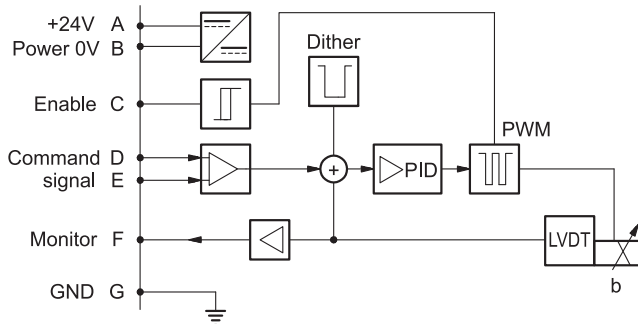 +24V A
Power 0V B
Dither
Enable C
PWM
Command D
signal E
+
PID
Monitor F
LVDT
b
GND G